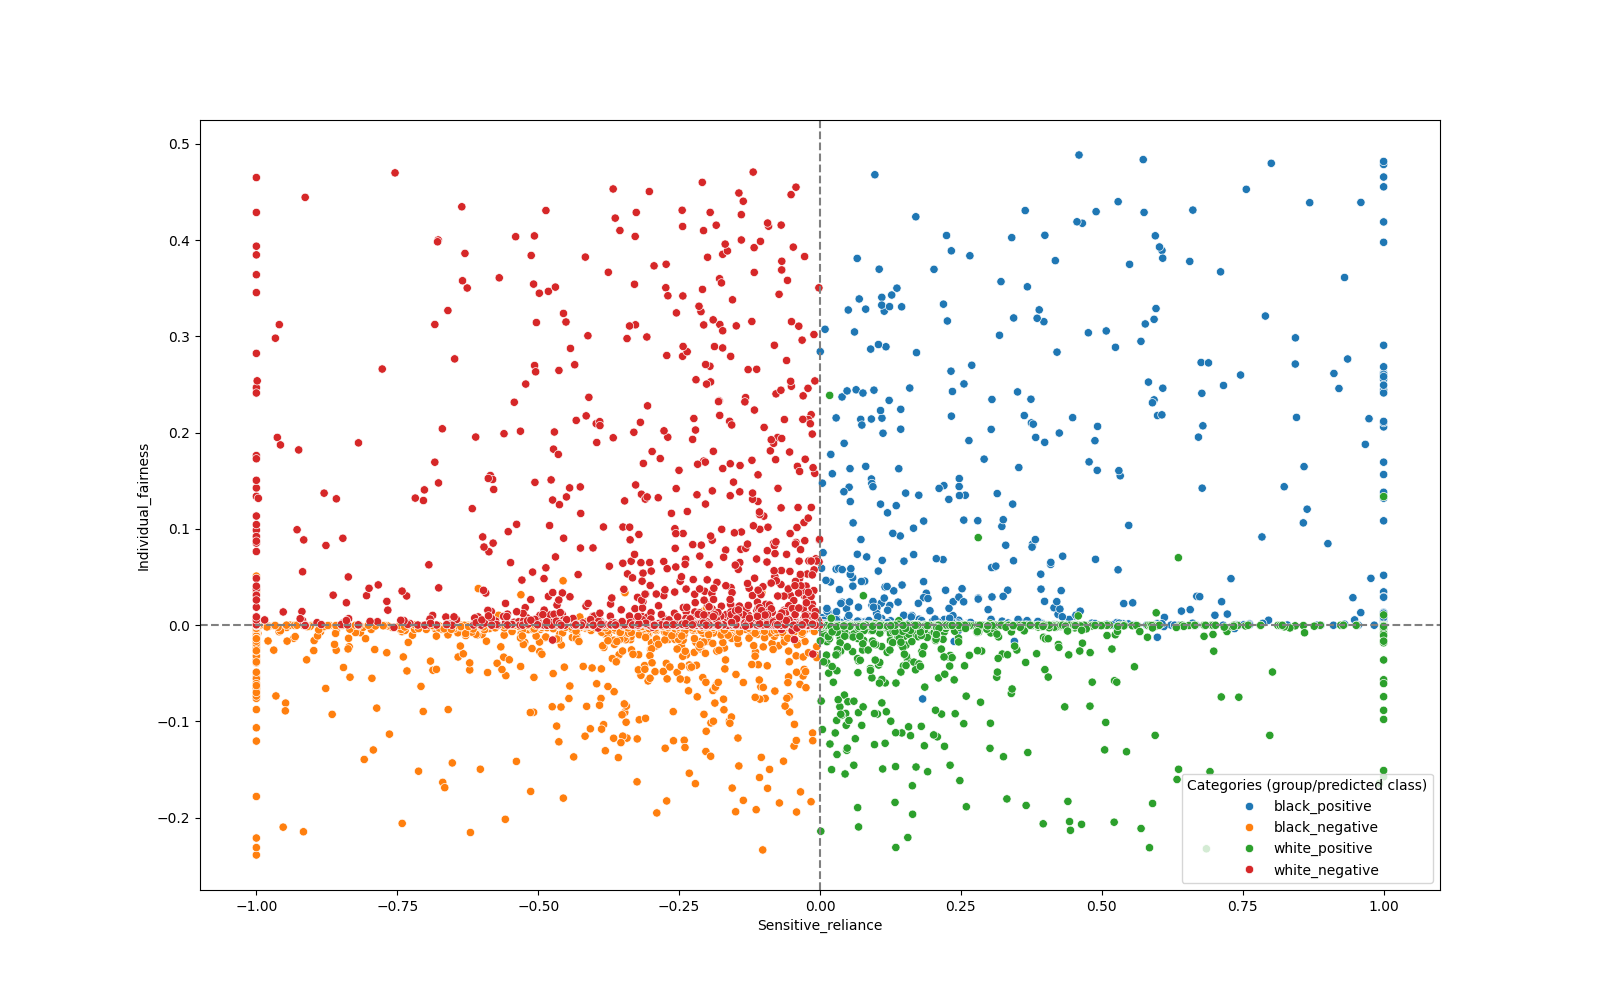 0.5
0.4
0.3
0.2
0.1
0.0
−0.1
−0.2
Individual_fairness
−1.00
−0.75
−0.50
−0.25
0.00
0.25
0.50
0.75
1.00
Sensitive_reliance
Categories (group/predicted class)
black_positive
black_negative
white_positive
white_negative